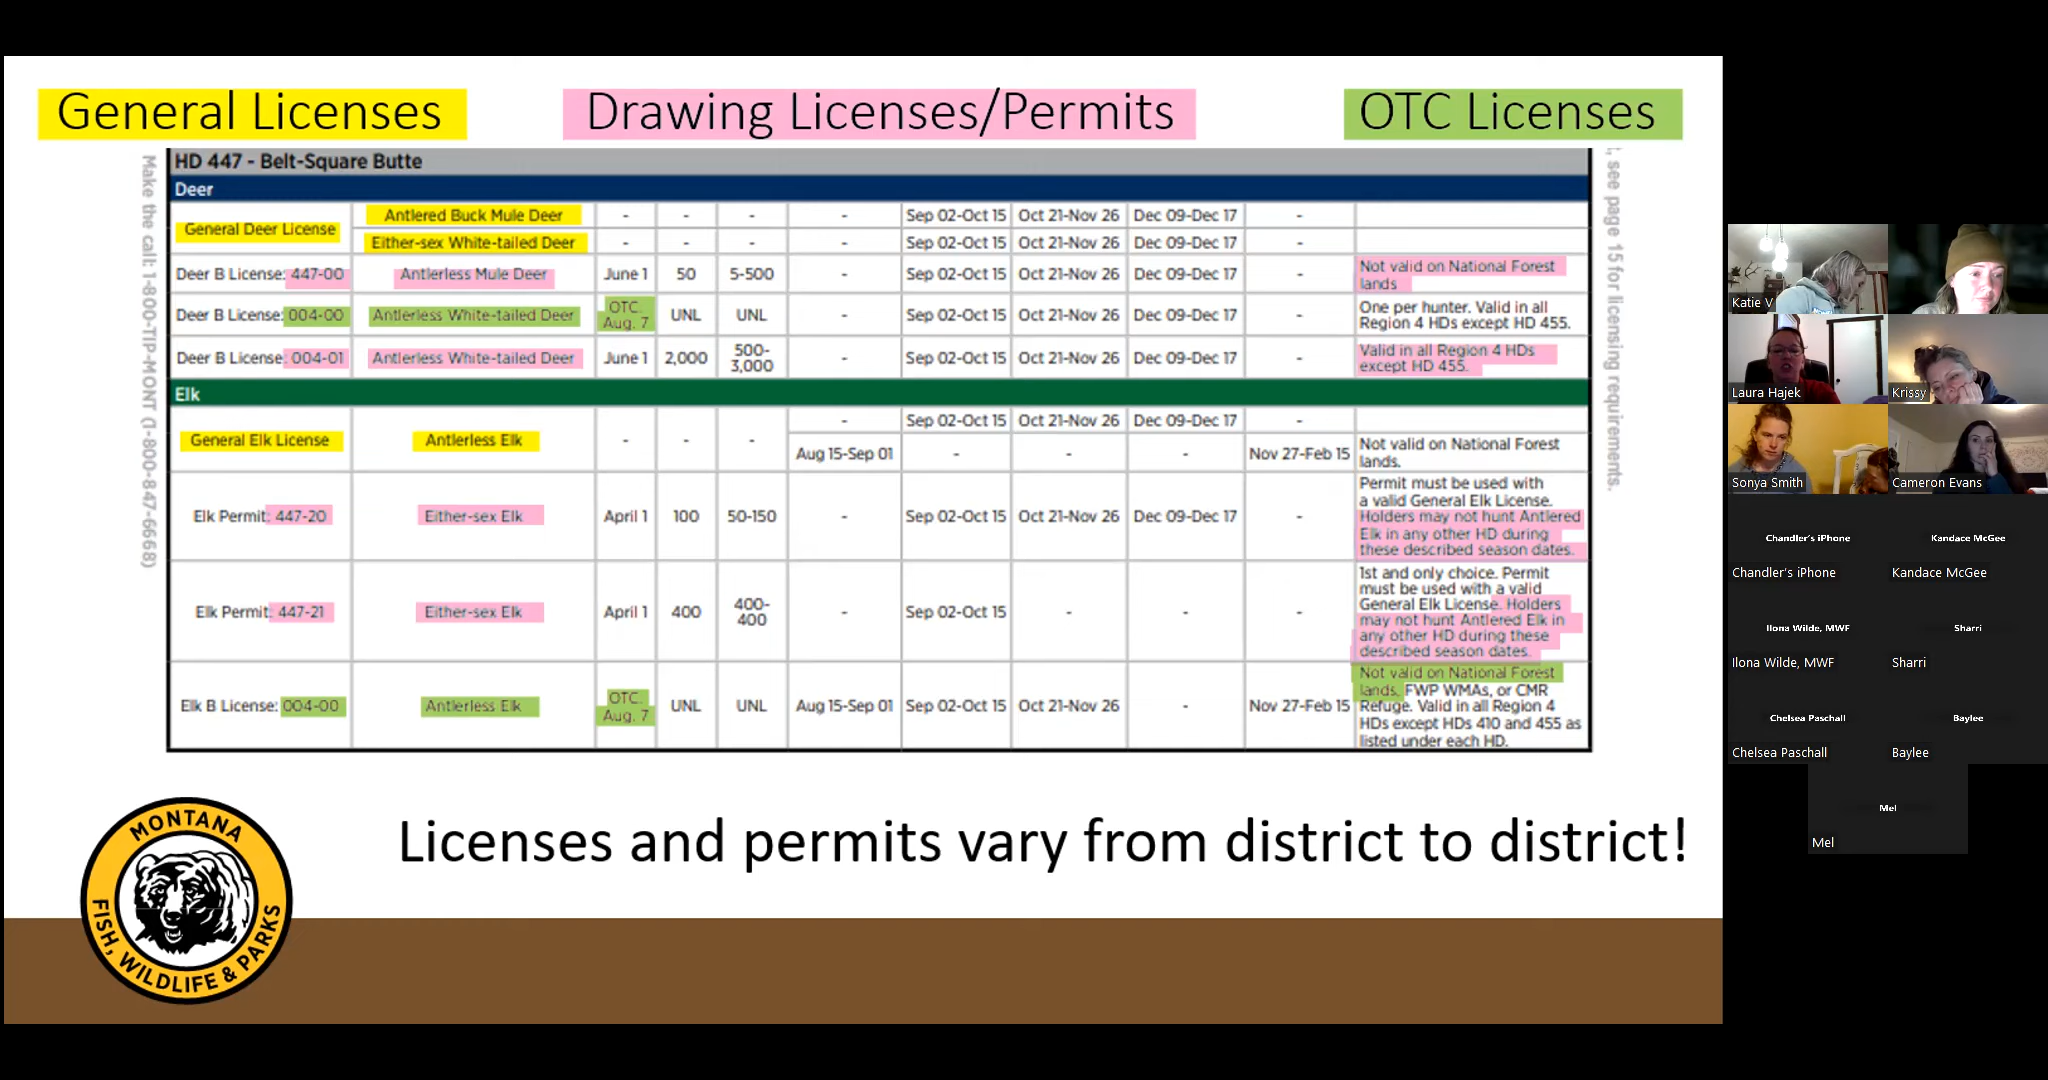 General Licenses
Drawing Licenses/Permits
OTC Licenses
Make the call: 1-800-TIP-MONT (1-800-847-6668)
HD 447 - Belt-Square Butte
Deer
General Deer License
Antlered Buck Mule Deer - - - - Sep 02-Oct 15 Oct 21-Nov 26 Dec 09-Dec 17 -
Either-sex White-tailed Deer - - - - Sep 02-Oct 15 Oct 21-Nov 26 Dec 09-Dec 17 -
Deer B License: 447-00 Antlerless Mule Deer June 1 50 5-500 - Sep 02-Oct 15 Oct 21-Nov 26 Dec 09-Dec 17 -
Not valid on National Forest
lands
Deer B License: 004-00 Antlerless White-tailed Deer
OTC.
Aug. 7
UNL UNL - Sep 02-Oct 15 Oct 21-Nov 26 Dec 09-Dec 17 -
One per hunter. Valid in all
Region 4 HDs except HD 455.
Deer B License: 004-01 Antlerless White-tailed Deer June 1 2,000
500-
3,000
- Sep 02-Oct 15 Oct 21-Nov 26 Dec 09-Dec 17 -
Valid in all Region 4 HDs
except HD 455.
Elk
General Elk License Antlerless Elk - - -
- Sep 02-Oct 15 Oct 21-Nov 26 Dec 09-Dec 17 -
Aug 15-Sep 01 - - - Nov 27-Feb 15
Not valid on National Forest
lands.
Elk Permit: 447-20 Either-sex Elk April 1 100 50-150 - Sep 02-Oct 15 Oct 21-Nov 26 Dec 09-Dec 17 -
Permit must be used with
a valid General Elk License.
Holders may not hunt Antlered
Elk in any other HD during
these described season dates.
Elk Permit: 447-21 Either-sex Elk April 1 400
400-
400
- Sep 02-Oct 15 - - -
1st and only choice. Permit
must be used with a valid
General Elk License. Holders
may not hunt Antlered Elk in
any other HD during these
described season dates.
Elk B License: 004-00 Antlerless Elk
OTC.
Aug. 7
UNL UNL Aug 15-Sep 01 Sep 02-Oct 15 Oct 21-Nov 26 - Nov 27-Feb 15
Not valid on National Forest
lands, FWP WMAs, or CMR
Refuge. Valid in all Region 4
HDs except HDs 410 and 455 as
listed under each HD.
, see page 15 for licensing requirements.
Licenses and permits vary from district to district!
MONTANA
FISH, WILDLIFE & PARKS
Katie V
Laura Hajek
Krissy
Sonya Smith
Cameron Evans
Chandler's iPhone
Chandler's iPhone
Kandace McGee
Kandace McGee
Ilona Wilde, MWF
Ilona Wilde, MWF
Sharri
Sharri
Chelsea Paschall
Chelsea Paschall
Baylee
Baylee
Mel
Mel